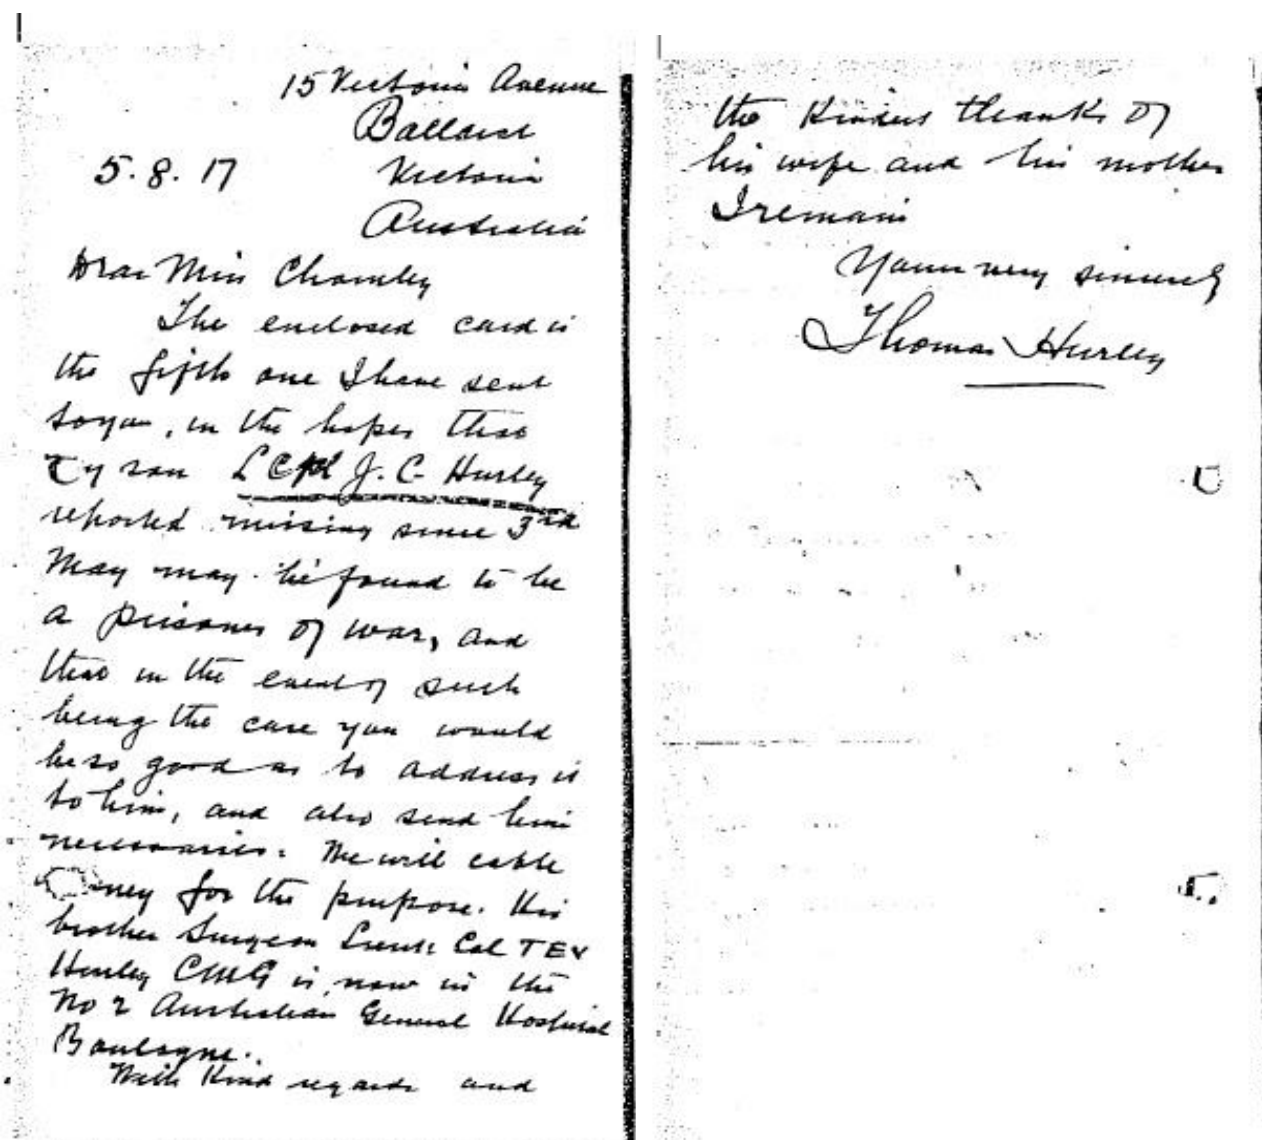 15 Victoria Avenue
Ballarat
5.8.17 Victoria
Australia
Dear Miss Chomley
The enclosed card is
the fifth one I have sent
to you, in the hopes that
my son L Cpl J. C. Hurley
reported missing since 3rd
May may be found to be
a prisoner of war, and
that in the event of such
being the case you would
be so good as to address it
to him, and also send him
necessaries. We will cable
money for the purpose. His
brother Surgeon Lieut Col TEV
Hurley CMG is now in the
No 2 Australian General Hospital
Boulogne.
With Kind regards and
the Kindest thanks of
his wife and his mother
I remain
Yours very sincerely
Thomas Hurley